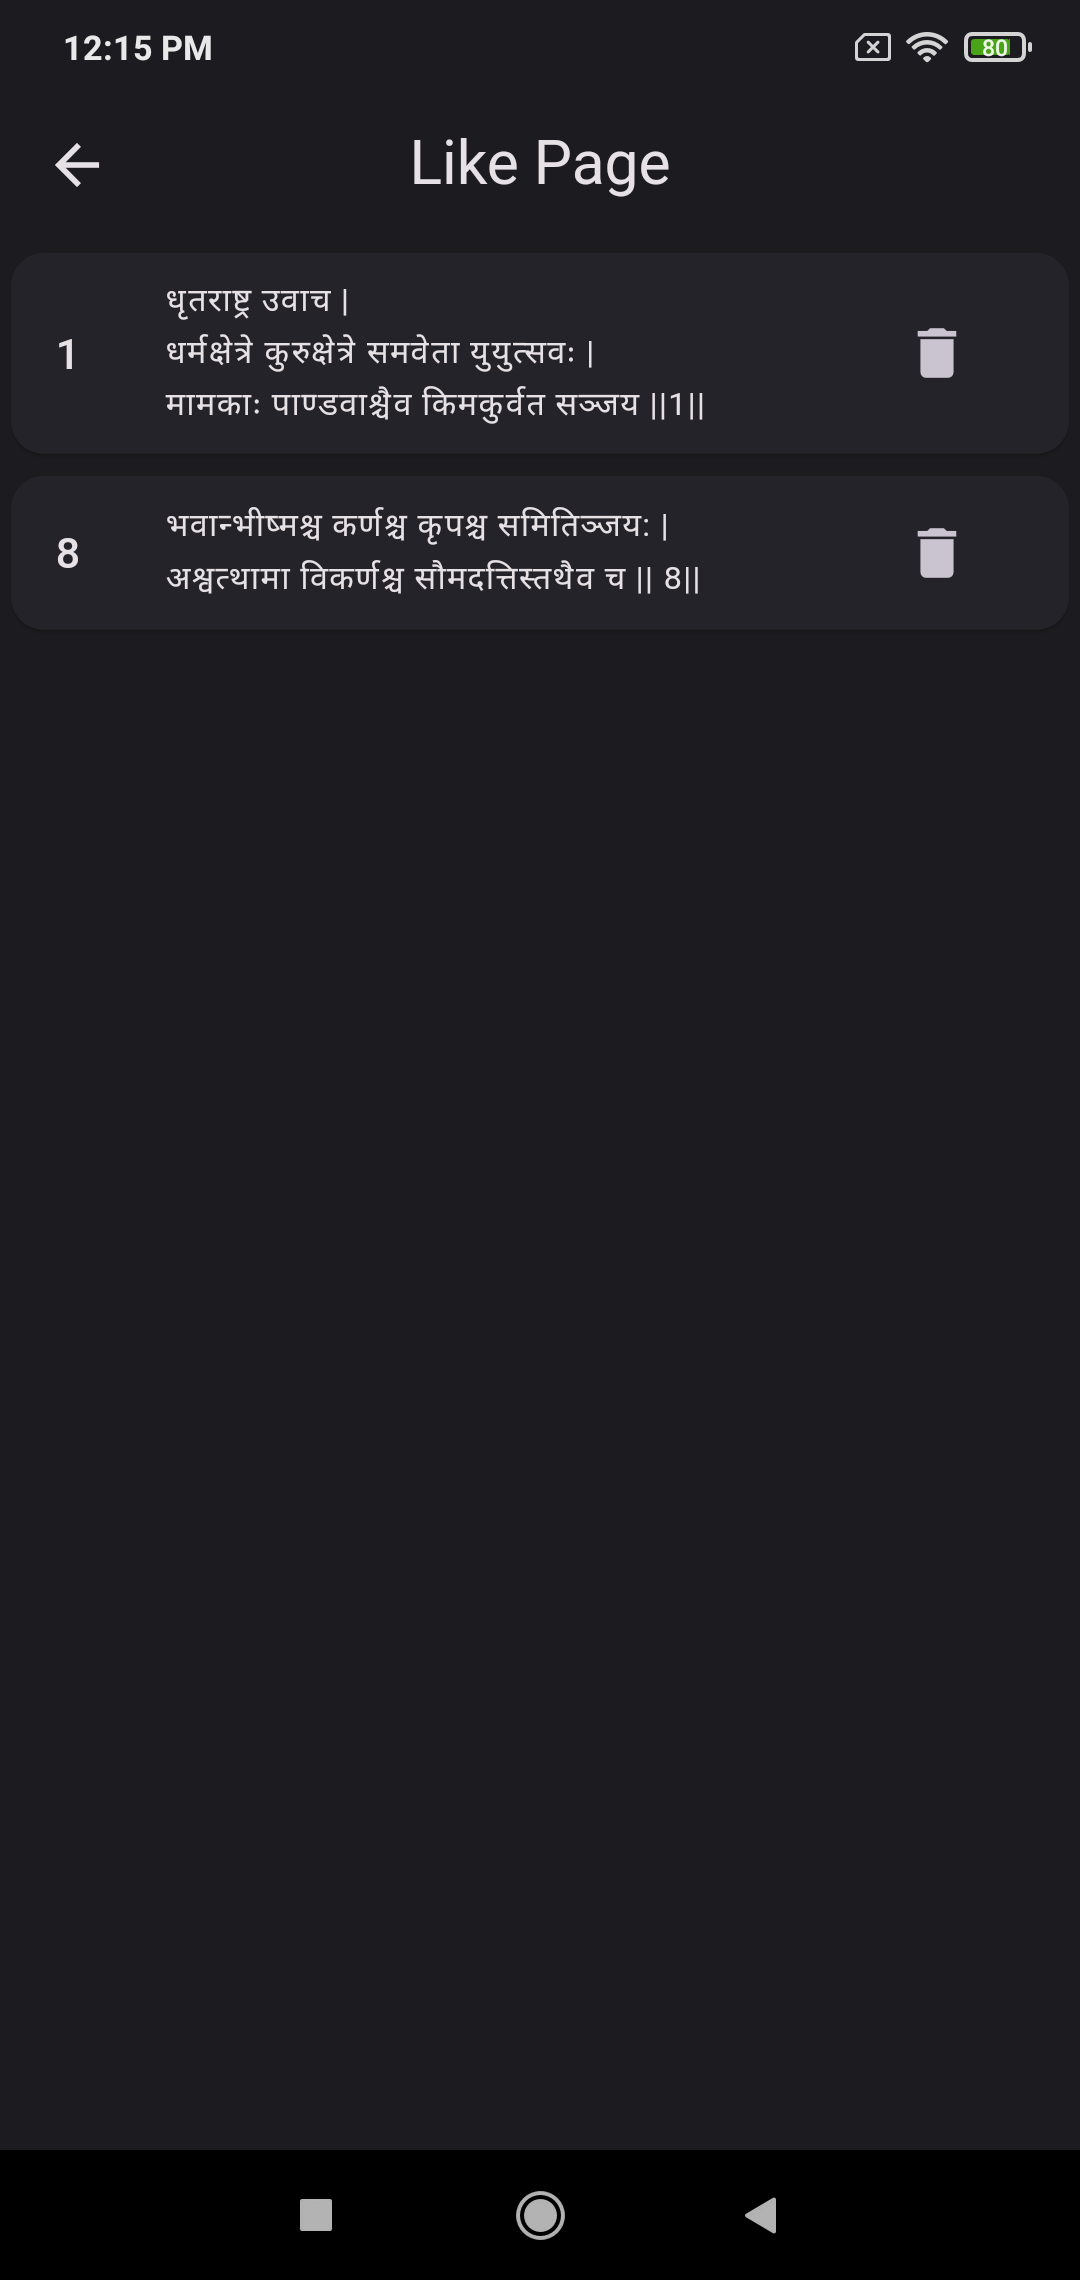 12:15 PM
80
Like Page
1
धृतराष्ट्र उवाच |
धर्मक्षेत्रे कुरुक्षेत्रे समवेता युयुत्सवः |
मामकाः पाण्डवाश्चैव किमकुर्वत सञ्जय ||1||
8
भवान्भीष्मश्च कर्णश्च कृपश्च समितिञ्जय: |
अश्वत्थामा विकर्णश्च सौमदत्तिस्तथैव च || 8||